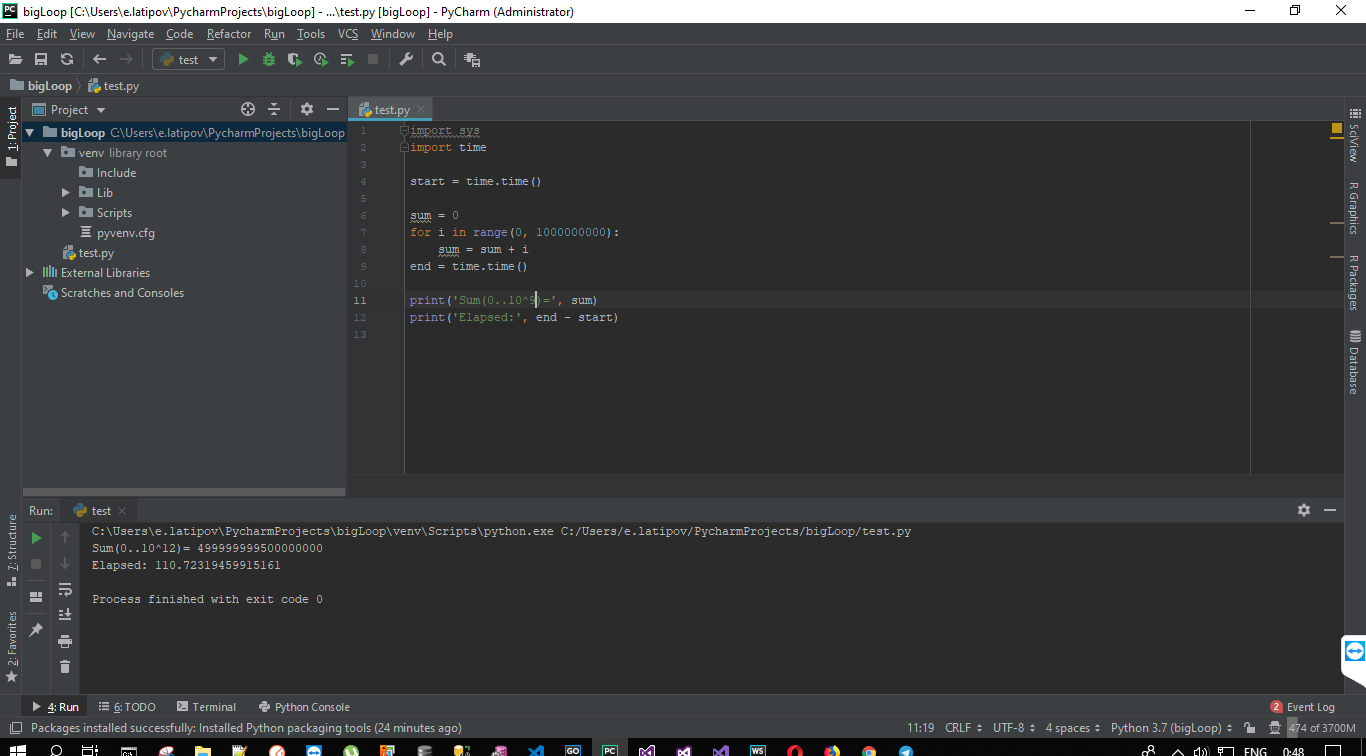 bigLoop [C:\Users\e.latipov\PycharmProjects\bigLoop] - ...\test.py [bigLoop] - PyCharm (Administrator)
File Edit View Navigate Code Refactor Run Tools VCS Window Help
test
bigLoop test.py
Project
test.py
1: Project
bigLoop C:\Users\e.latipov\PycharmProjects\bigLoop
venv library root
Include
Lib
Scripts
pyvenv.cfg
test.py
External Libraries
Scratches and Consoles
1 import sys
2 import time
3
4 start = time.time()
5
6 sum = 0
7 for i in range(0, 1000000000):
8 sum = sum + i
9 end = time.time()
10
11 print('Sum(0..10^9)=', sum)
12 print('Elapsed:', end - start)
13
SciView
R Graphics
R Packages
Database
Run: test
C:\Users\e.latipov\PycharmProjects\bigLoop\venv\Scripts\python.exe C:/Users/e.latipov/PycharmProjects/bigLoop/test.py
Sum(0..10^12)= 499999999500000000
Elapsed: 110.72319459915161
Process finished with exit code 0
7: Structure
2: Favorites
4: Run 6: TODO Terminal Python Console
2 Event Log
Packages installed successfully: Installed Python packaging tools (24 minutes ago)
11:19 CRLF UTF-8 4 spaces Python 3.7 (bigLoop) 474 of 3700M
GO PC WS ENG 0:48